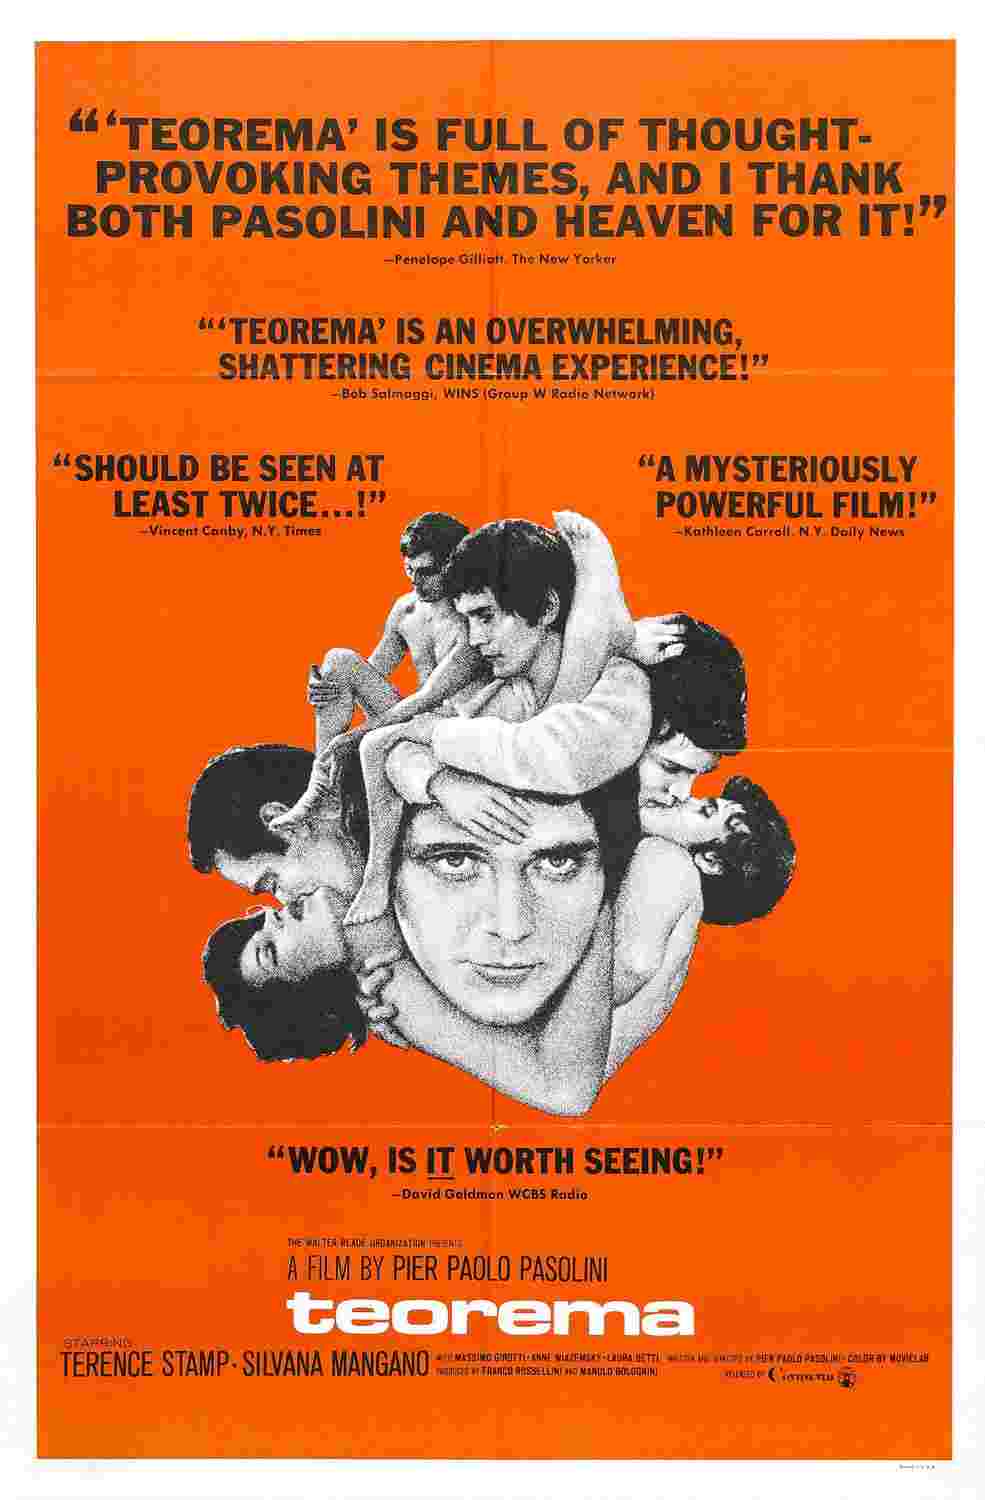 “‘TEOREMA’ IS FULL OF THOUGHT-
PROVOKING THEMES, AND I THANK
BOTH PASOLINI AND HEAVEN FOR IT!”
—Penelope Gilliatt, The New Yorker
“‘TEOREMA’ IS AN OVERWHELMING,
SHATTERING CINEMA EXPERIENCE!”
—Bob Salmaggi, WINS (Group W Radio Network)
“SHOULD BE SEEN AT
LEAST TWICE...!”
—Vincent Canby, N.Y. Times
“A MYSTERIOUSLY
POWERFUL FILM!”
—Kathleen Carroll, N.Y. Daily News
“WOW, IS IT WORTH SEEING!”
—David Goldman WCBS Radio
THE WALTER READE ORGANIZATION PRESENTS
A FILM BY PIER PAOLO PASOLINI
teorema
STARRING
TERENCE STAMP · SILVANA MANGANO
WITH MASSIMO GIROTTI · ANNE WIAZEMSKY · LAURA BETTI · WRITTEN AND DIRECTED BY PIER PAOLO PASOLINI · COLOR BY MOVIELAB
PRODUCED BY FRANCO ROSSELLINI AND MANOLO BOLOGNINI
RELEASED BY